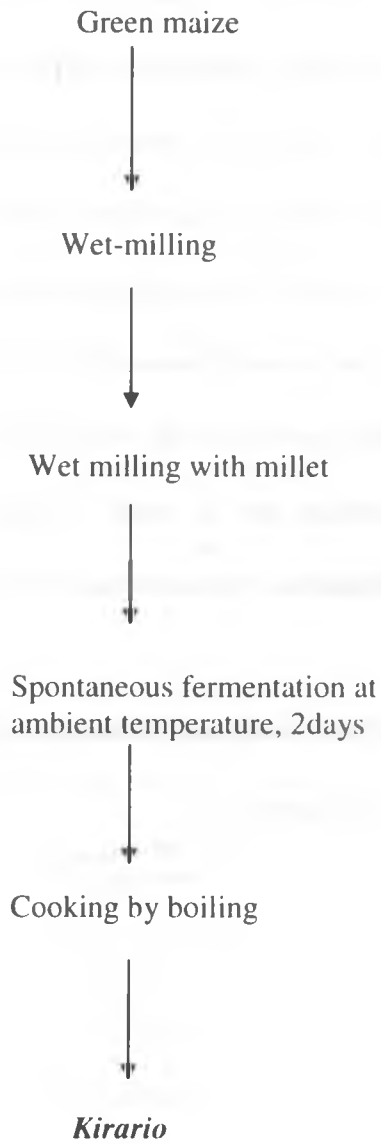 Green maize
Wet-milling
Wet milling with millet
Spontaneous fermentation at
ambient temperature, 2days
Cooking by boiling
Kirario